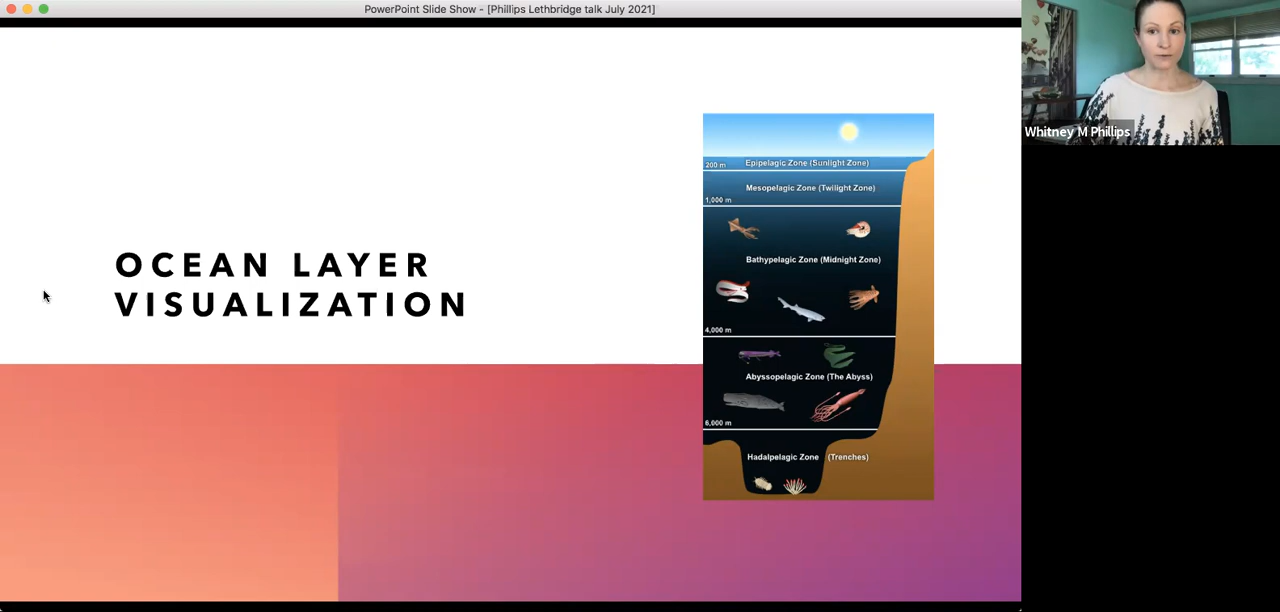 PowerPoint Slide Show - [Phillips Lethbridge talk July 2021]
OCEAN LAYER
VISUALIZATION
200 m
Epipelagic Zone (Sunlight Zone)
Mesopelagic Zone (Twilight Zone)
1,000 m
Bathypelagic Zone (Midnight Zone)
4,000 m
Abyssopelagic Zone (The Abyss)
6,000 m
Hadalpelagic Zone (Trenches)
Whitney M Phillips